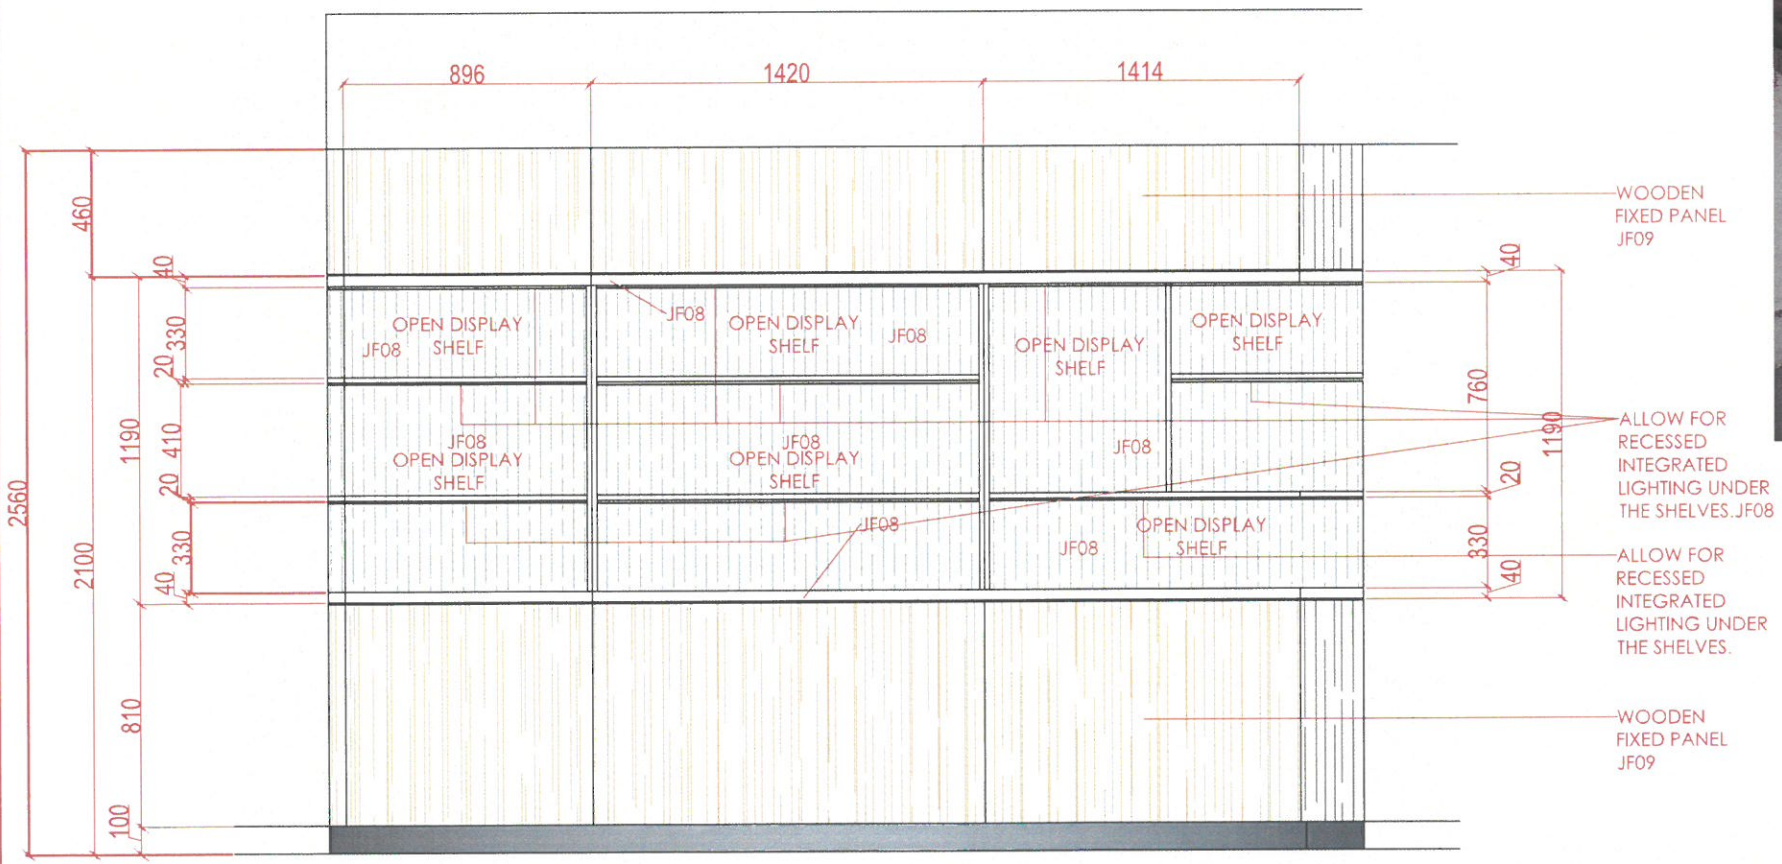 896
1420
1414
460
40
330
20
410
20
330
40
1190
2560
2100
810
100
WOODEN
FIXED PANEL
JF09
40
760
1190
20
330
40
JF08
OPEN DISPLAY
SHELF
JF08
OPEN DISPLAY
SHELF
JF08
OPEN DISPLAY
SHELF
OPEN DISPLAY
SHELF
JF08
JF08
OPEN DISPLAY
SHELF
JF08
OPEN DISPLAY
SHELF
JF08
JF08
JF08
OPEN DISPLAY
SHELF
ALLOW FOR
RECESSED
INTEGRATED
LIGHTING UNDER
THE SHELVES.JF08
ALLOW FOR
RECESSED
INTEGRATED
LIGHTING UNDER
THE SHELVES.
WOODEN
FIXED PANEL
JF09